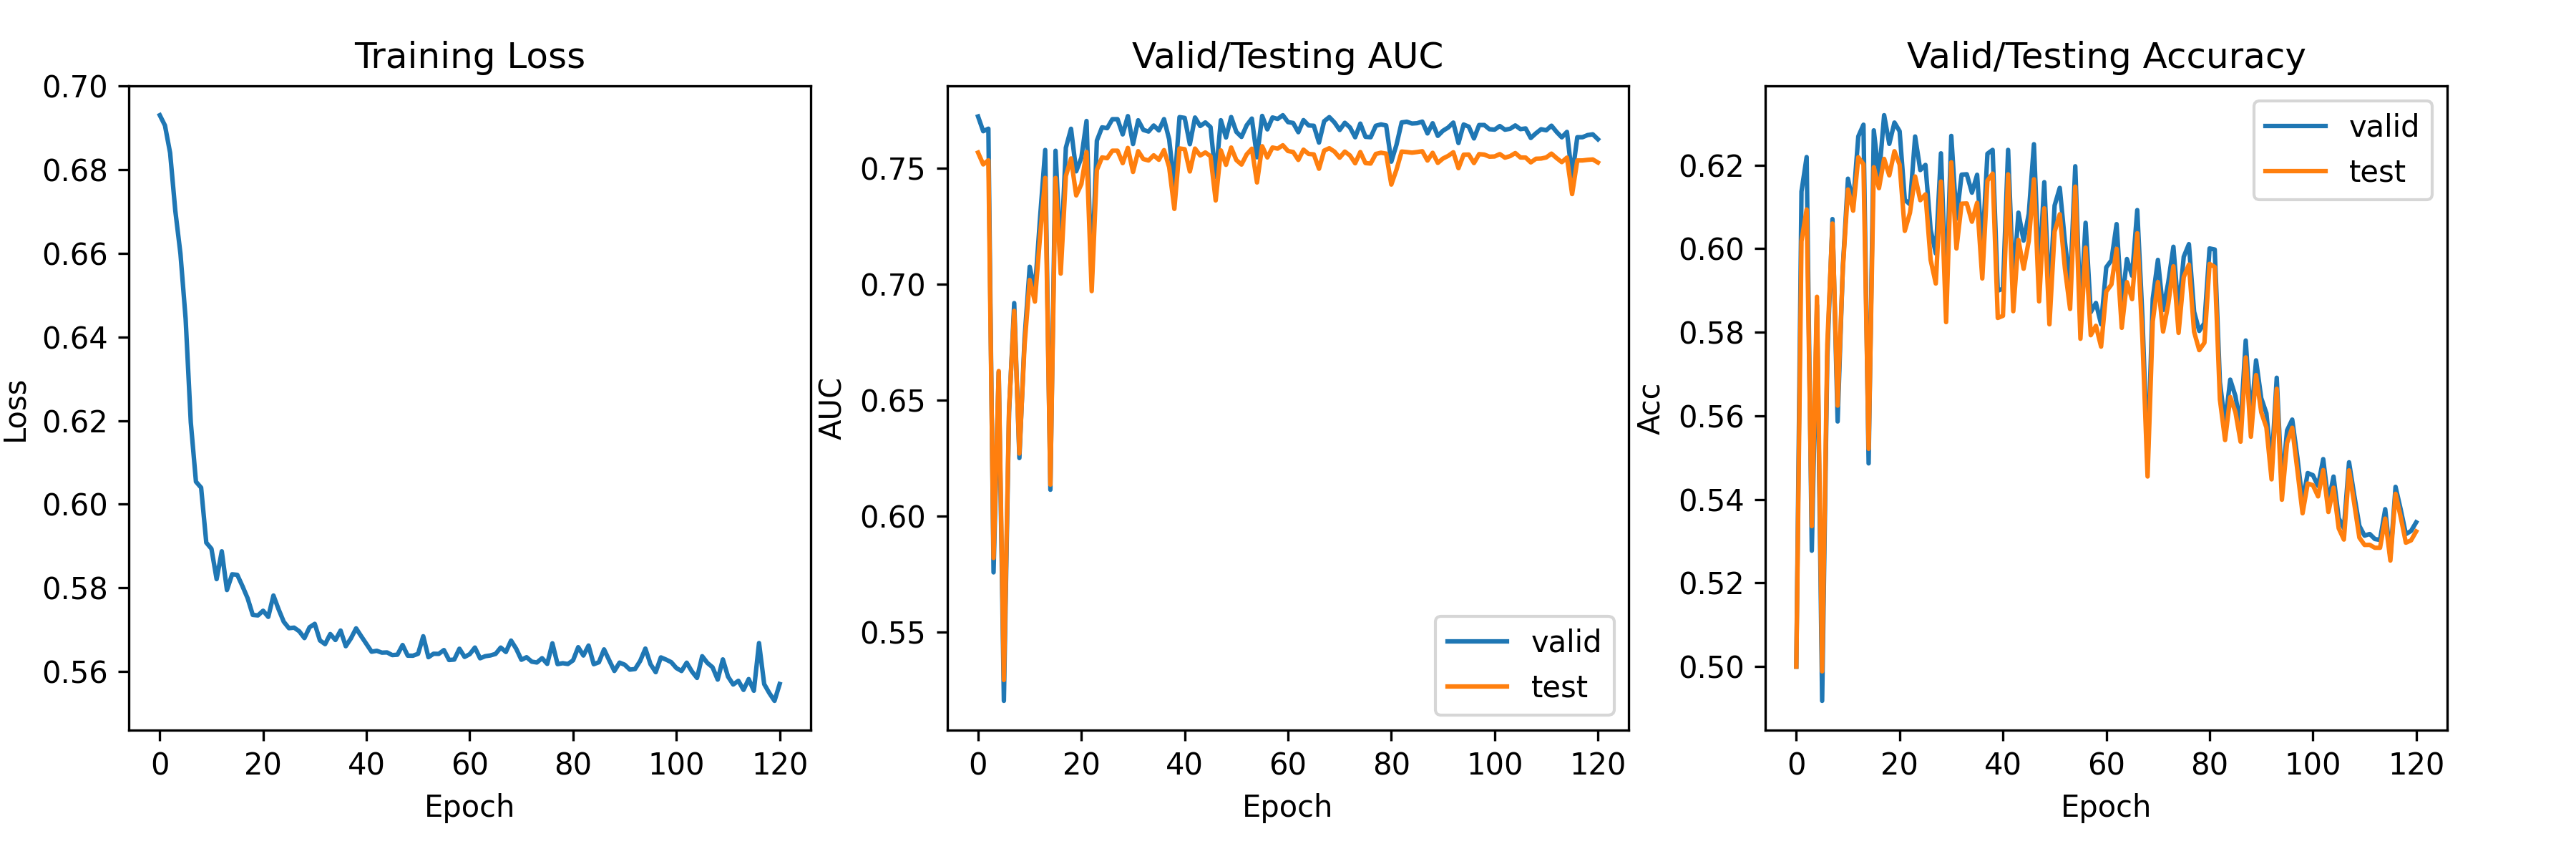 Training Loss
0.70
0.68
0.66
0.64
0.62
0.60
0.58
0.56
Loss
0 20 40 60 80 100 120
Epoch
Valid/Testing AUC
0.75
0.70
0.65
0.60
0.55
AUC
valid
test
0 20 40 60 80 100 120
Epoch
Valid/Testing Accuracy
0.62
0.60
0.58
0.56
0.54
0.52
0.50
Acc
valid
test
0 20 40 60 80 100 120
Epoch